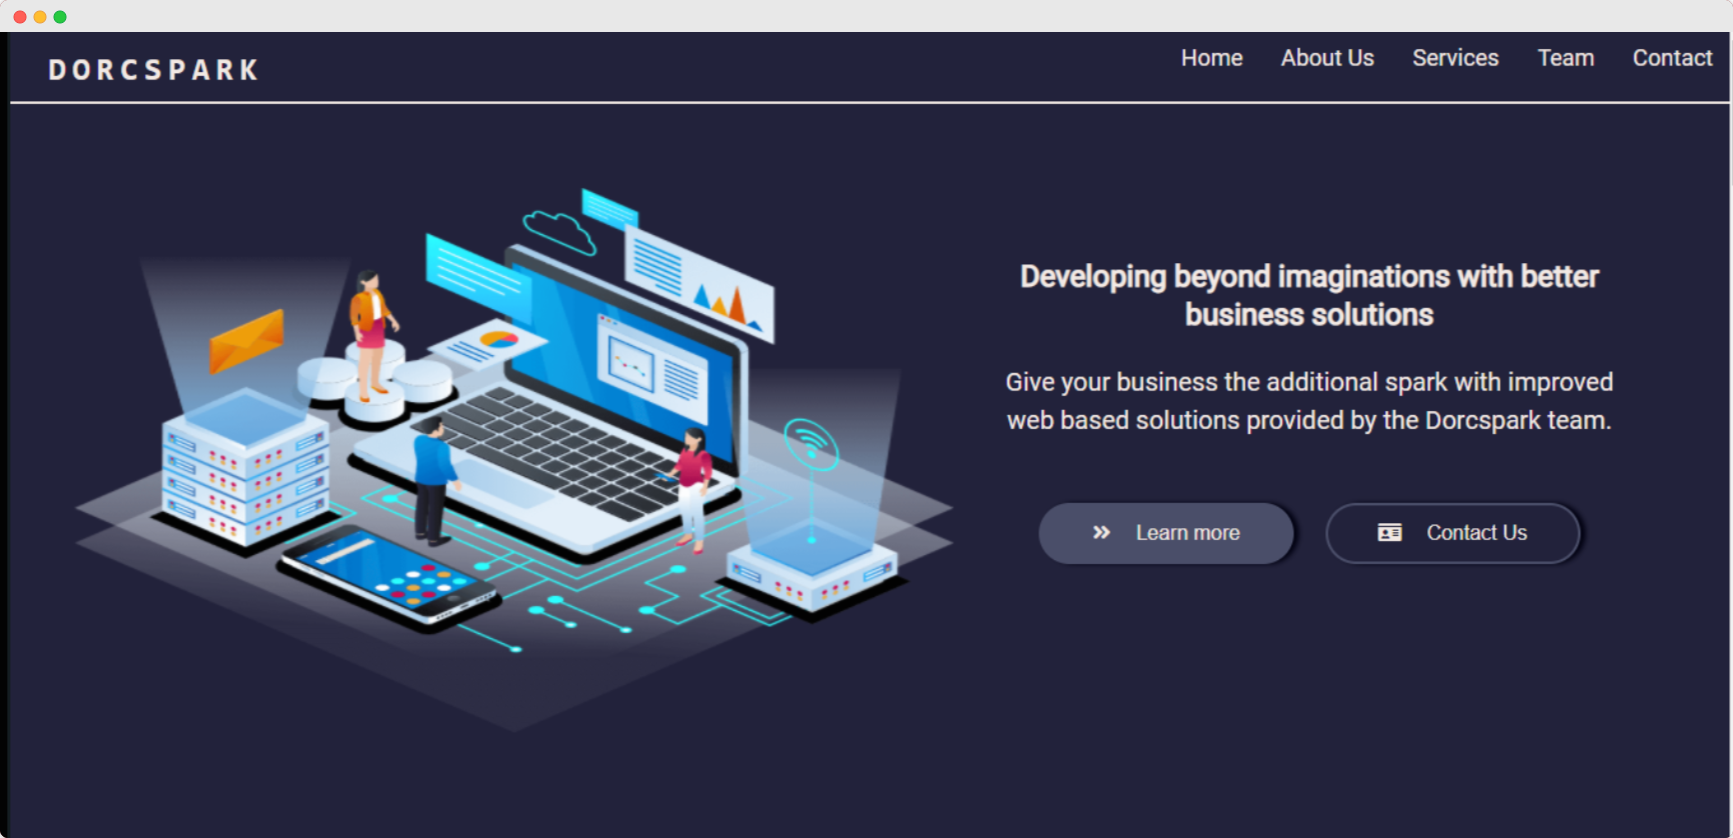 DORCSPARK
Home
About Us
Services
Team
Contact
Developing beyond imaginations with better
business solutions
Give your business the additional spark with improved
web based solutions provided by the Dorcspark team.
Learn more
Contact Us